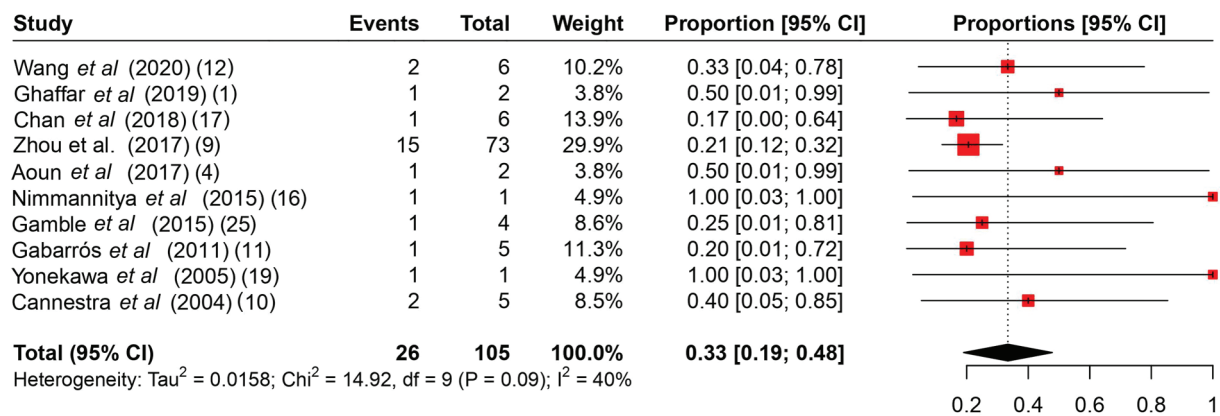 Study Events Total Weight Proportion [95% CI] Proportions [95% CI]
Wang et al (2020) (12) 2 6 10.2% 0.33 [0.04; 0.78]
Ghaffar et al (2019) (1) 1 2 3.8% 0.50 [0.01; 0.99]
Chan et al (2018) (17) 1 6 13.9% 0.17 [0.00; 0.64]
Zhou et al. (2017) (9) 15 73 29.9% 0.21 [0.12; 0.32]
Aoun et al (2017) (4) 1 2 3.8% 0.50 [0.01; 0.99]
Nimmannitya et al (2015) (16) 1 1 4.9% 1.00 [0.03; 1.00]
Gamble et al (2015) (25) 1 4 8.6% 0.25 [0.01; 0.81]
Gabarrós et al (2011) (11) 1 5 11.3% 0.20 [0.01; 0.72]
Yonekawa et al (2005) (19) 1 1 4.9% 1.00 [0.03; 1.00]
Cannestra et al (2004) (10) 2 5 8.5% 0.40 [0.05; 0.85]
Total (95% CI) 26 105 100.0% 0.33 [0.19; 0.48]
Heterogeneity: Tau² = 0.0158; Chi² = 14.92, df = 9 (P = 0.09); I² = 40%
0.2 0.4 0.6 0.8 1